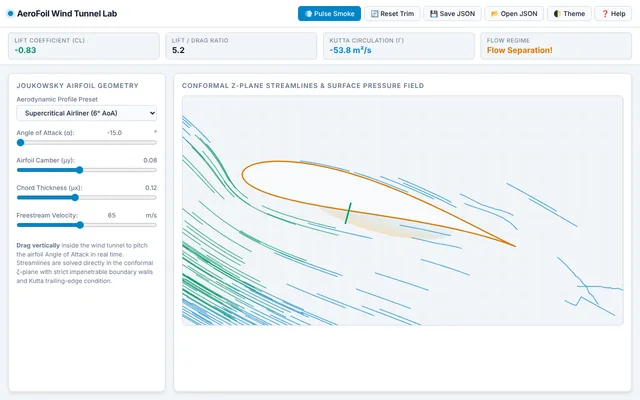 AeroFoil Wind Tunnel Lab
💨 Pulse Smoke
🔄 Reset Trim
💾 Save JSON
📂 Open JSON
🌓 Theme
❓ Help
LIFT COEFFICIENT (CL)
-0.83
LIFT / DRAG RATIO
5.2
KUTTA CIRCULATION (Γ)
-53.8 m²/s
FLOW REGIME
Flow Separation!
JOUKOWSKY AIRFOIL GEOMETRY
Aerodynamic Profile Preset
Supercritical Airliner (6° AoA)
Angle of Attack (α): -15.0 °
Airfoil Camber (μy): 0.08
Chord Thickness (μx): 0.12
Freestream Velocity: 65 m/s
Drag vertically inside the wind tunnel to pitch
the airfoil Angle of Attack in real time.
Streamlines are solved directly in the conformal
ζ-plane with strict impenetrable boundary walls
and Kutta trailing-edge condition.
CONFORMAL Z-PLANE STREAMLINES & SURFACE PRESSURE FIELD